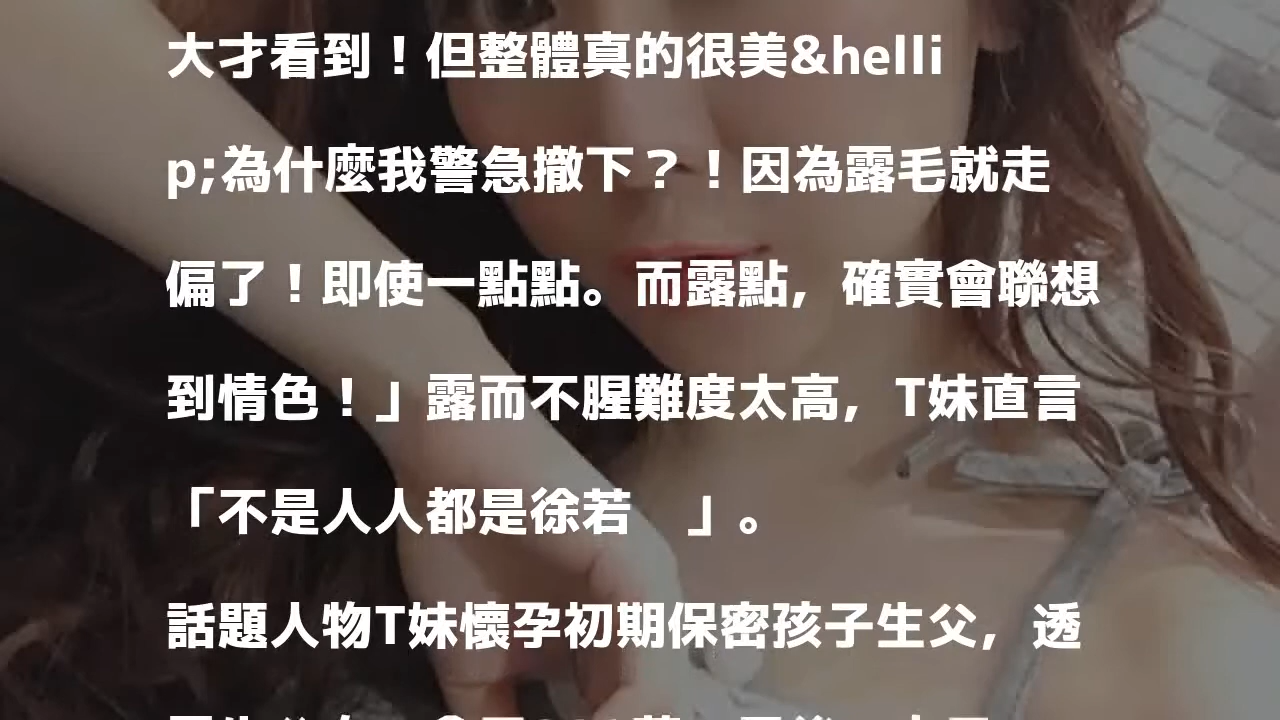 大才看到！但整體真的很美&helli
p;為什麼我警急撤下？！因為露毛就走
偏了！即使一點點。而露點，確實會聯想
到情色！」露而不腥難度太高，T妹直言
「不是人人都是徐若　」。
話題人物T妹懷孕初期保密孩子生父，透